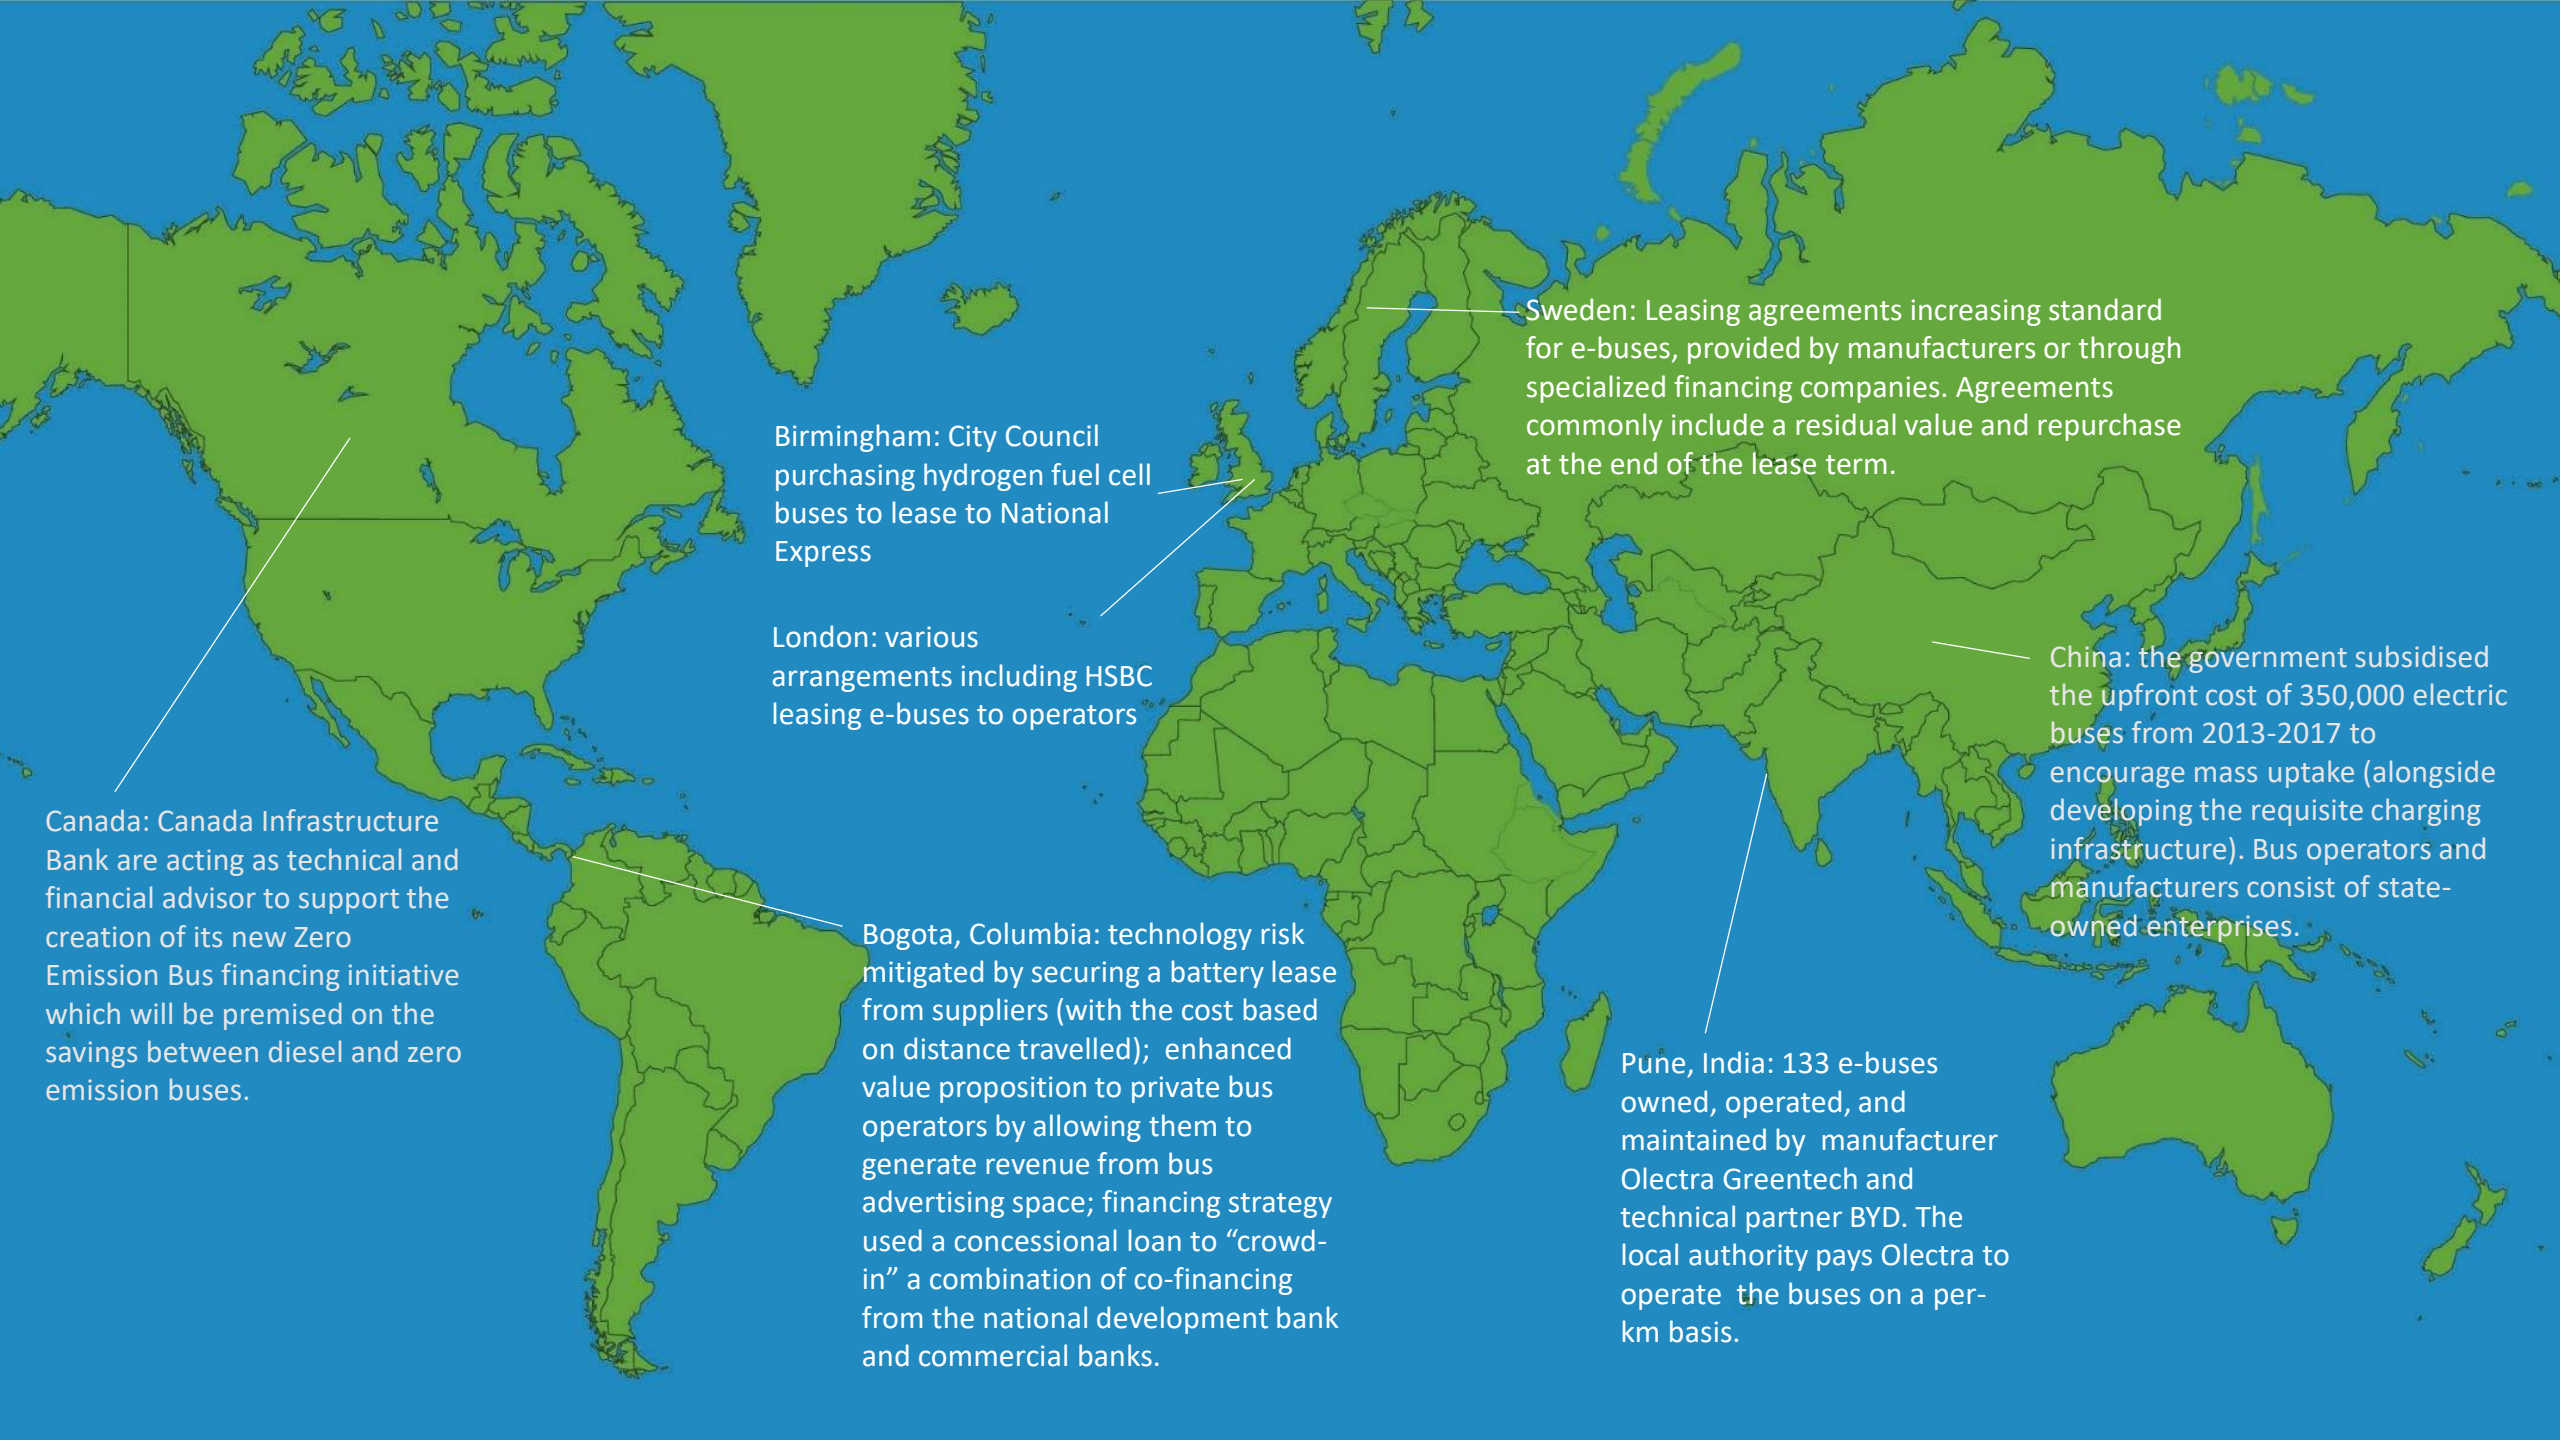 Sweden: Leasing agreements increasing standard
for e-buses, provided by manufacturers or through
specialized financing companies. Agreements
commonly include a residual value and repurchase
at the end of the lease term.
Birmingham: City Council
purchasing hydrogen fuel cell
buses to lease to National
Express
London: various
arrangements including HSBC
leasing e-buses to operators
China: the government subsidised
the upfront cost of 350,000 electric
buses from 2013-2017 to
encourage mass uptake (alongside
developing the requisite charging
infrastructure). Bus operators and
manufacturers consist of state-
owned enterprises.
Canada: Canada Infrastructure
Bank are acting as technical and
financial advisor to support the
creation of its new Zero
Emission Bus financing initiative
which will be premised on the
savings between diesel and zero
emission buses.
Bogota, Columbia: technology risk
mitigated by securing a battery lease
from suppliers (with the cost based
on distance travelled);  enhanced
value proposition to private bus
operators by allowing them to
generate revenue from bus
advertising space; financing strategy
used a concessional loan to “crowd-
in” a combination of co-financing
from the national development bank
and commercial banks.
Pune, India: 133 e-buses
owned, operated, and
maintained by  manufacturer
Olectra Greentech and
technical partner BYD. The
local authority pays Olectra to
operate  the buses on a per-
km basis.